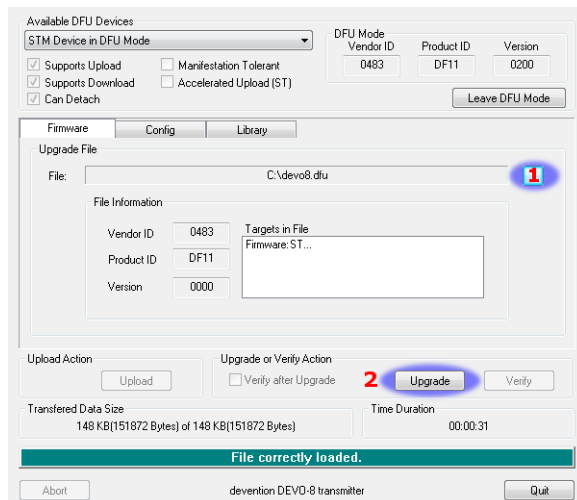 Available DFU Devices
STM Device in DFU Mode
Supports Upload Manifestation Tolerant
Supports Download Accelerated Upload (ST)
Can Detach
DFU Mode
Vendor ID Product ID Version
0483 DF11 0200
Leave DFU Mode
Firmware Config Library
Upgrade File
File: C:\devo8.dfu 1
File Information
Vendor ID 0483
Product ID DF11
Version 0000
Targets in File
Firmware: ST...
Upload Action
Upload
Upgrade or Verify Action
Verify after Upgrade 2 Upgrade Verify
Transfered Data Size
148 KB(151872 Bytes) of 148 KB(151872 Bytes)
Time Duration
00:00:31
File correctly loaded.
Abort devention DEVO-8 transmitter Quit